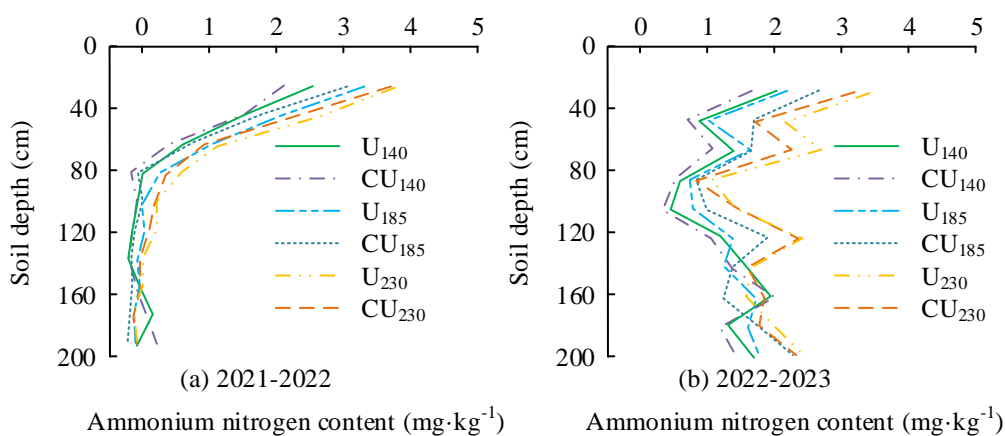 0 1 2 3 4 5
0
40
80
120
160
200
Soil depth (cm)
U₁₄₀
CU₁₄₀
U₁₈₅
CU₁₈₅
U₂₃₀
CU₂₃₀
(a) 2021-2022
Ammonium nitrogen content (mg·kg⁻¹)
0 1 2 3 4 5
0
40
80
120
160
200
Soil depth (cm)
U₁₄₀
CU₁₄₀
U₁₈₅
CU₁₈₅
U₂₃₀
CU₂₃₀
(b) 2022-2023
Ammonium nitrogen content (mg·kg⁻¹)